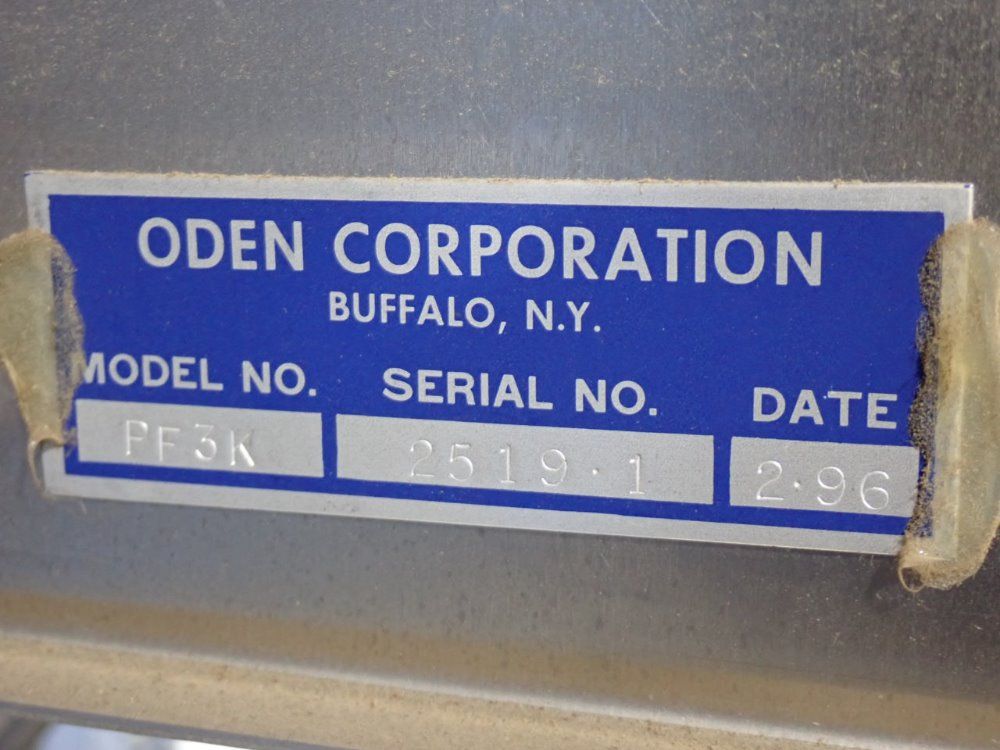 ODEN CORPORATION
BUFFALO, N.Y.
MODEL NO. SERIAL NO. DATE
PF3K 2519·1 2·96